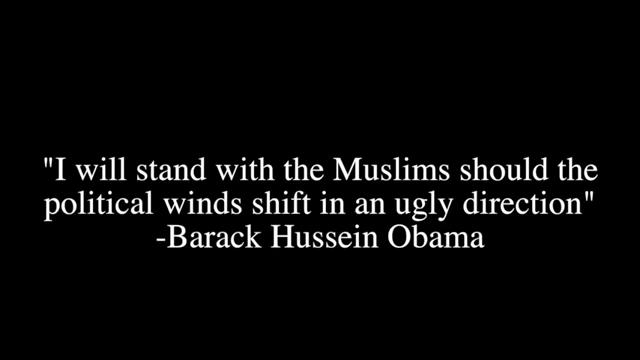 "I will stand with the Muslims should the
political winds shift in an ugly direction"
-Barack Hussein Obama